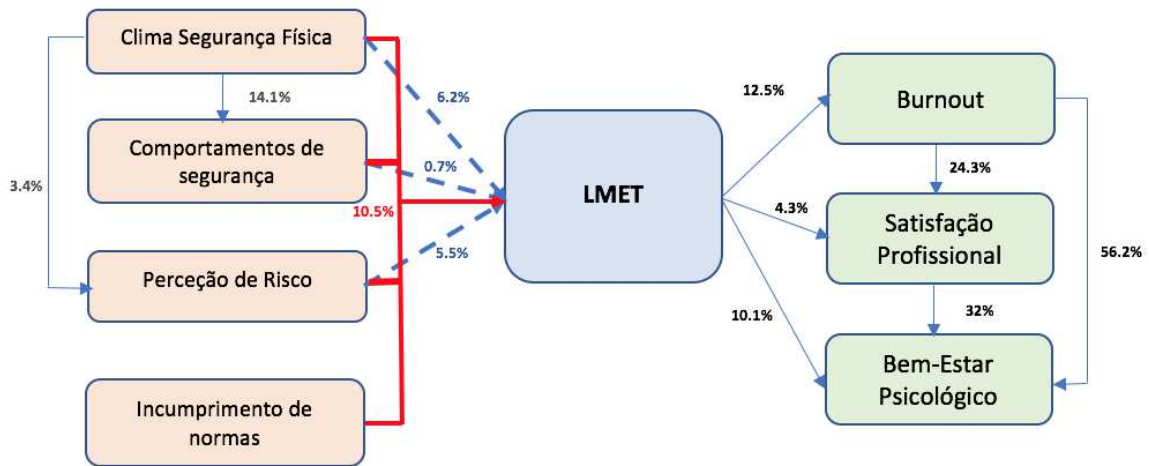 Clima Segurança Física
14.1%
Comportamentos de
segurança
3.4%
Perceção de Risco
Incumprimento de
normas
6.2%
0.7%
10.5%
5.5%
LMET
12.5%
4.3%
10.1%
Burnout
24.3%
Satisfação
Profissional
56.2%
32%
Bem-Estar
Psicológico